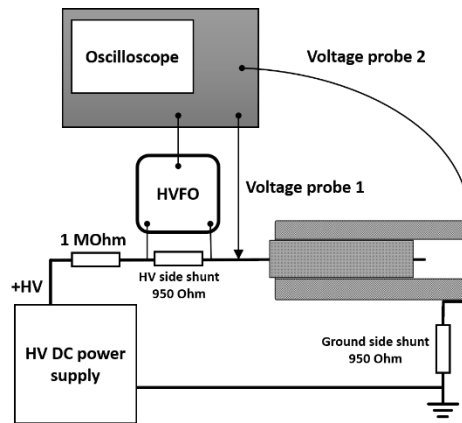 Oscilloscope
Voltage probe 2
HVFO
Voltage probe 1
1 MOhm
+HV
HV side shunt
950 Ohm
HV DC power
supply
Ground side shunt
950 Ohm